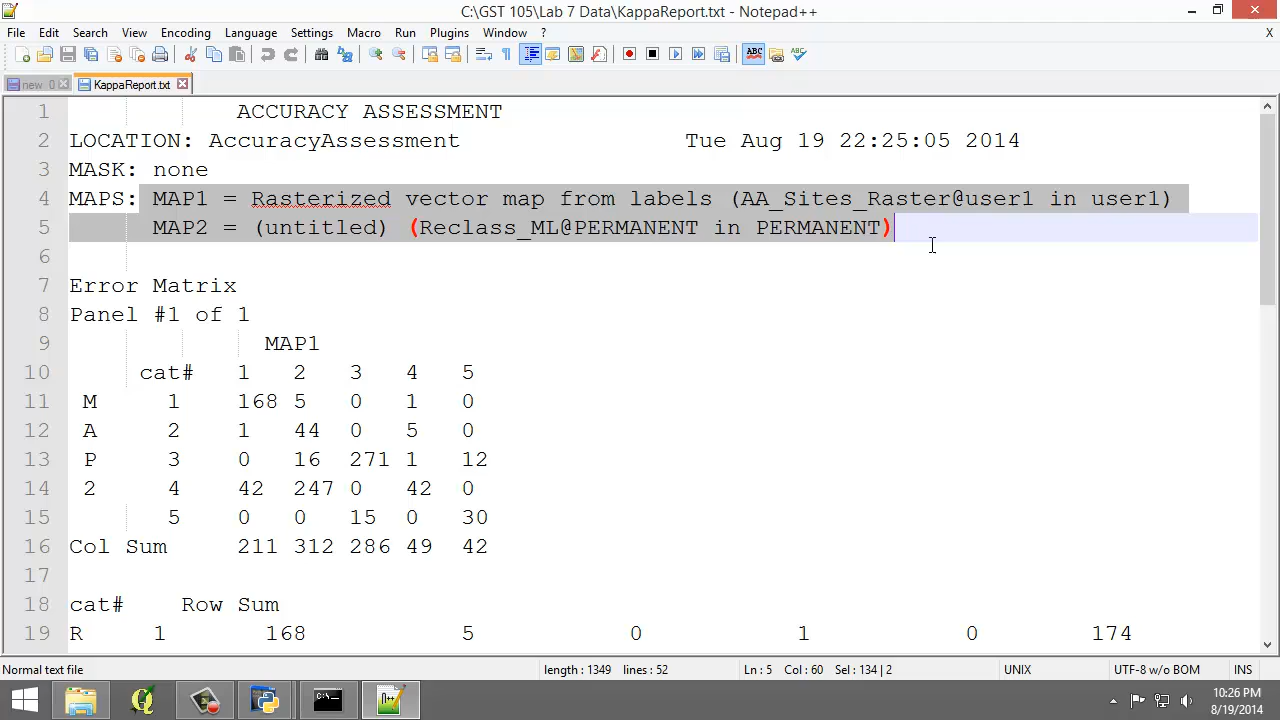 C:\GST 105\Lab 7 Data\KappaReport.txt - Notepad++
File Edit Search View Encoding Language Settings Macro Run Plugins Window ? X
new 0 KappaReport.txt
1 ACCURACY ASSESSMENT
2 LOCATION: AccuracyAssessment Tue Aug 19 22:25:05 2014
3 MASK: none
4 MAPS: MAP1 = Rasterized vector map from labels (AA_Sites_Raster@user1 in user1)
5 MAP2 = (untitled) (Reclass_ML@PERMANENT in PERMANENT)
6
7 Error Matrix
8 Panel #1 of 1
9 MAP1
10 cat# 1 2 3 4 5
11 M 1 168 5 0 1 0
12 A 2 1 44 0 5 0
13 P 3 0 16 271 1 12
14 2 4 42 247 0 42 0
15 5 0 0 15 0 30
16 Col Sum 211 312 286 49 42
17
18 cat# Row Sum
19 R 1 168 5 0 1 0 174
Normal text file length : 1349 lines : 52 Ln : 5 Col : 60 Sel : 134 | 2 UNIX UTF-8 w/o BOM INS
10:26 PM
8/19/2014